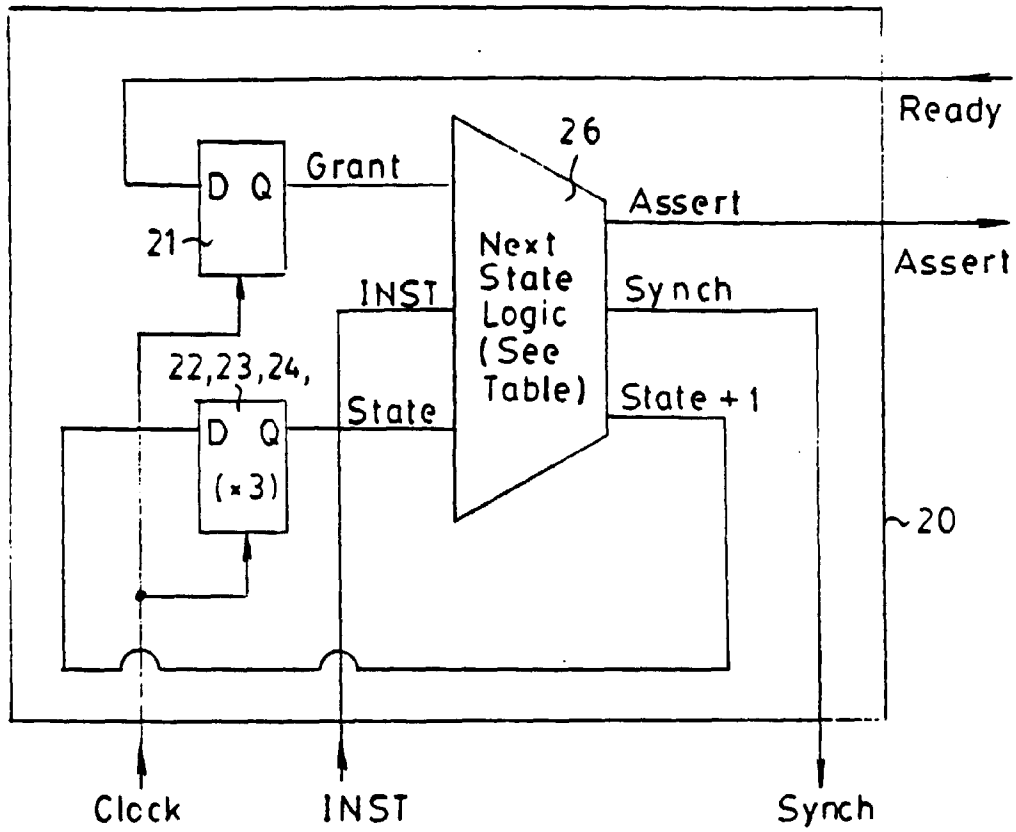 Ready
26
Grant
D Q
Assert
21
Next
State
Logic
(See
Table)
Assert
INST
Synch
22,23,24,
State
State + 1
D Q
(×3)
20
Clock
INST
Synch